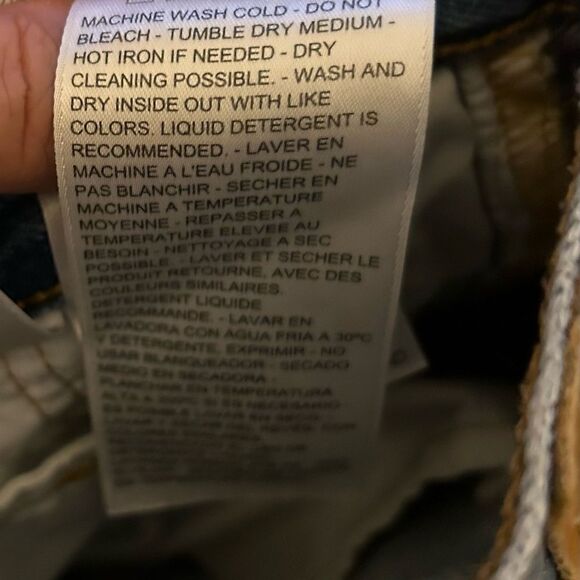 MACHINE WASH COLD - DO NOT
BLEACH - TUMBLE DRY MEDIUM -
HOT IRON IF NEEDED - DRY
CLEANING POSSIBLE. - WASH AND
DRY INSIDE OUT WITH LIKE
COLORS. LIQUID DETERGENT IS
RECOMMENDED. - LAVER EN
MACHINE A L'EAU FROIDE - NE
PAS BLANCHIR - SECHER EN
MACHINE A TEMPERATURE
MOYENNE - REPASSER A
TEMPERATURE ELEVEE AU
BESOIN - NETTOYAGE A SEC
POSSIBLE. - LAVER ET SECHER LE
PRODUIT RETOURNE, AVEC DES
COULEURS SIMILAIRES.
DETERGENT LIQUIDE
RECOMMANDE. - LAVAR EN
LAVADORA CON AGUA FRIA A 30ºC
Y DETERGENTE, EXPRIMIR - NO
USAR BLANQUEADOR - SECADO
MEDIO EN SECADORA -
PLANCHAR EN TEMPERATURA
ALTA